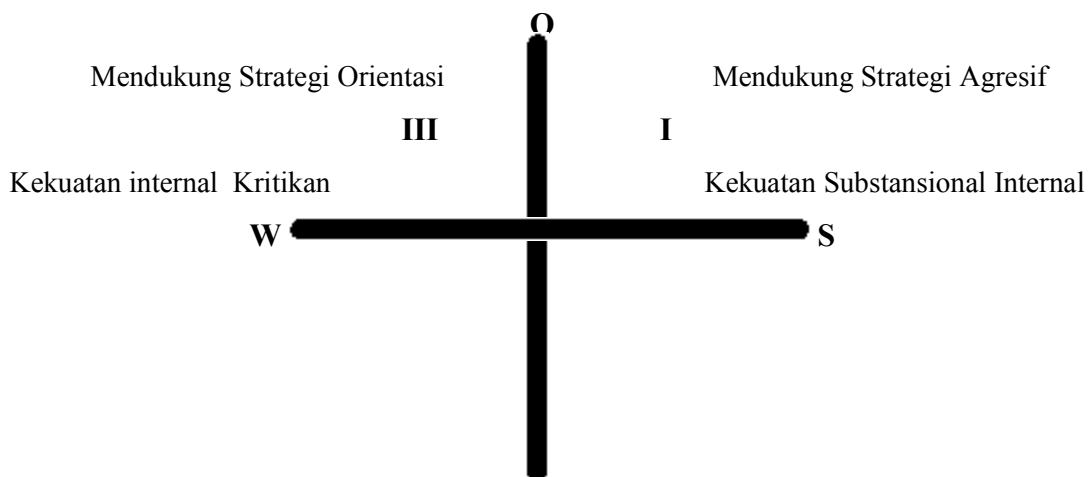 O
Mendukung Strategi Orientasi Mendukung Strategi Agresif
III I
Kekuatan internal Kritikan Kekuatan Substansional Internal
W S